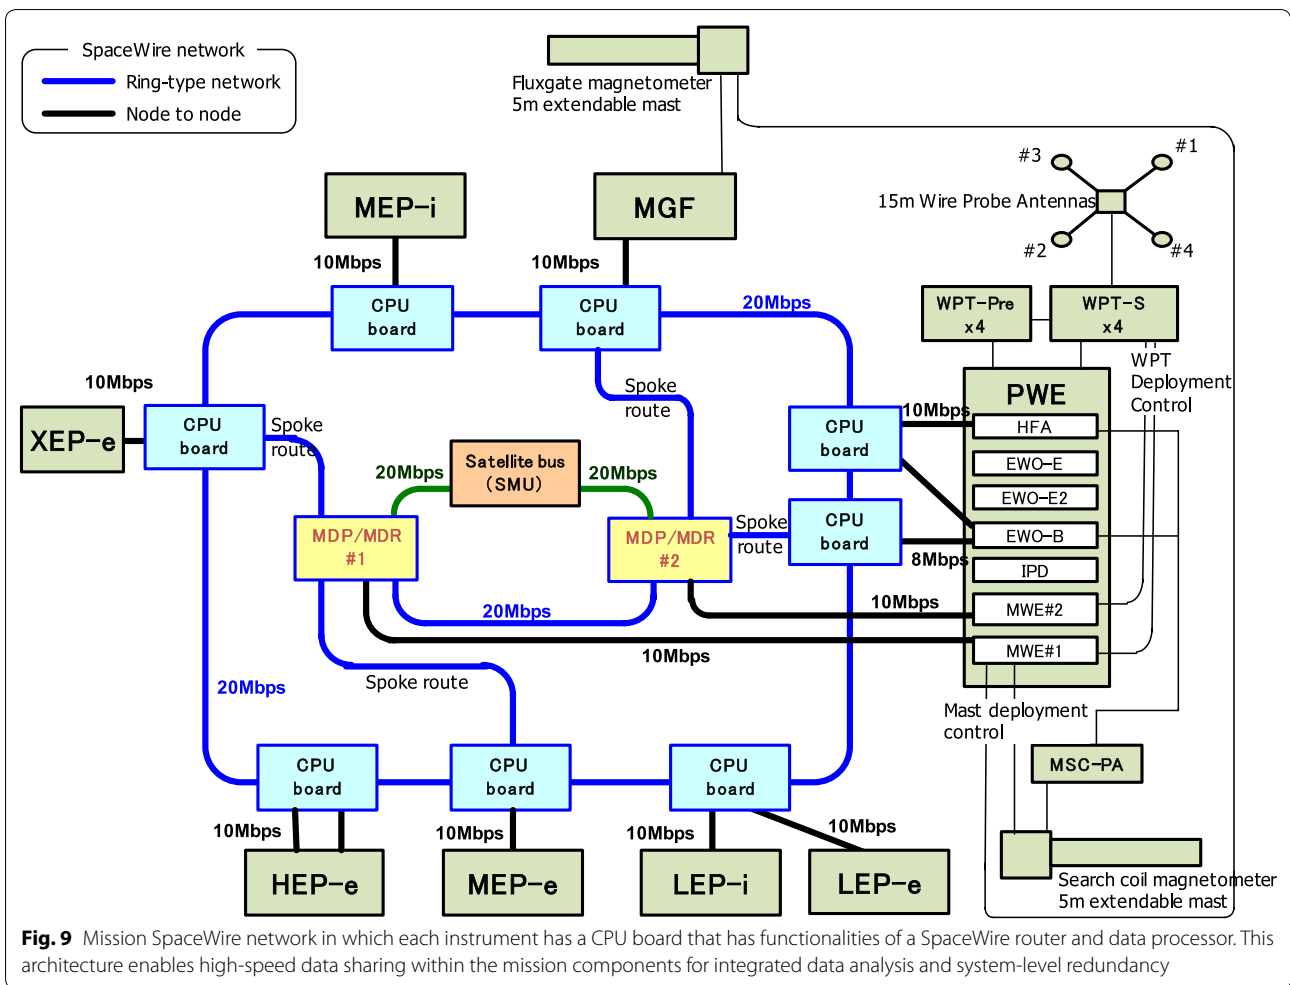 SpaceWire network
Ring-type network
Node to node
Fluxgate magnetometer
5m extendable mast
#3
#1
15m Wire Probe Antennas
#2
#4
MEP-i
MGF
10Mbps
10Mbps
CPU
board
CPU
board
20Mbps
WPT-Pre
x4
WPT-S
x4
WPT
Deployment
Control
10Mbps
XEP-e
CPU
board
Spoke
route
Spoke
route
CPU
board
10Mbps
PWE
HFA
EWO-E
EWO-E2
EWO-B
IPD
MWE#2
MWE#1
20Mbps
Satellite bus
(SMU)
20Mbps
MDP/MDR
#1
MDP/MDR
#2
Spoke
route
CPU
board
8Mbps
20Mbps
10Mbps
10Mbps
20Mbps
Spoke route
Mast deployment
control
CPU
board
CPU
board
CPU
board
MSC-PA
10Mbps
10Mbps
10Mbps
10Mbps
HEP-e
MEP-e
LEP-i
LEP-e
Search coil magnetometer
5m extendable mast
Fig. 9 Mission SpaceWire network in which each instrument has a CPU board that has functionalities of a SpaceWire router and data processor. This
architecture enables high-speed data sharing within the mission components for integrated data analysis and system-level redundancy